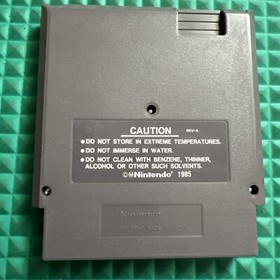 CAUTION REV-A
●DO NOT STORE IN EXTREME TEMPERATURES.
●DO NOT IMMERSE IN WATER.
●DO NOT CLEAN WITH BENZENE, THINNER,
ALCOHOL OR OTHER SUCH SOLVENTS.
©Ⓜ Nintendo® 1985
Nintendo